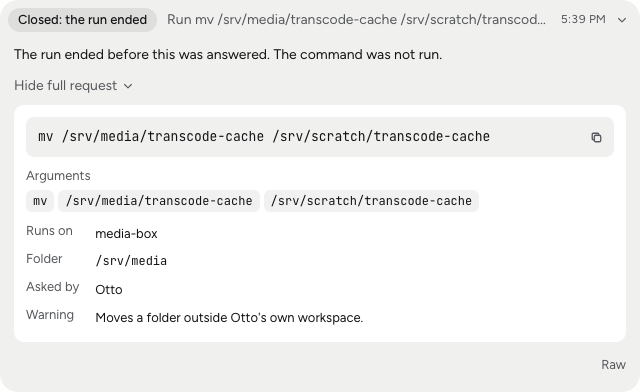 Closed: the run ended Run mv /srv/media/transcode-cache /srv/scratch/transcod... 5:39 PM
The run ended before this was answered. The command was not run.
Hide full request
mv /srv/media/transcode-cache /srv/scratch/transcode-cache
Arguments
mv /srv/media/transcode-cache /srv/scratch/transcode-cache
Runs on media-box
Folder /srv/media
Asked by Otto
Warning Moves a folder outside Otto's own workspace.
Raw